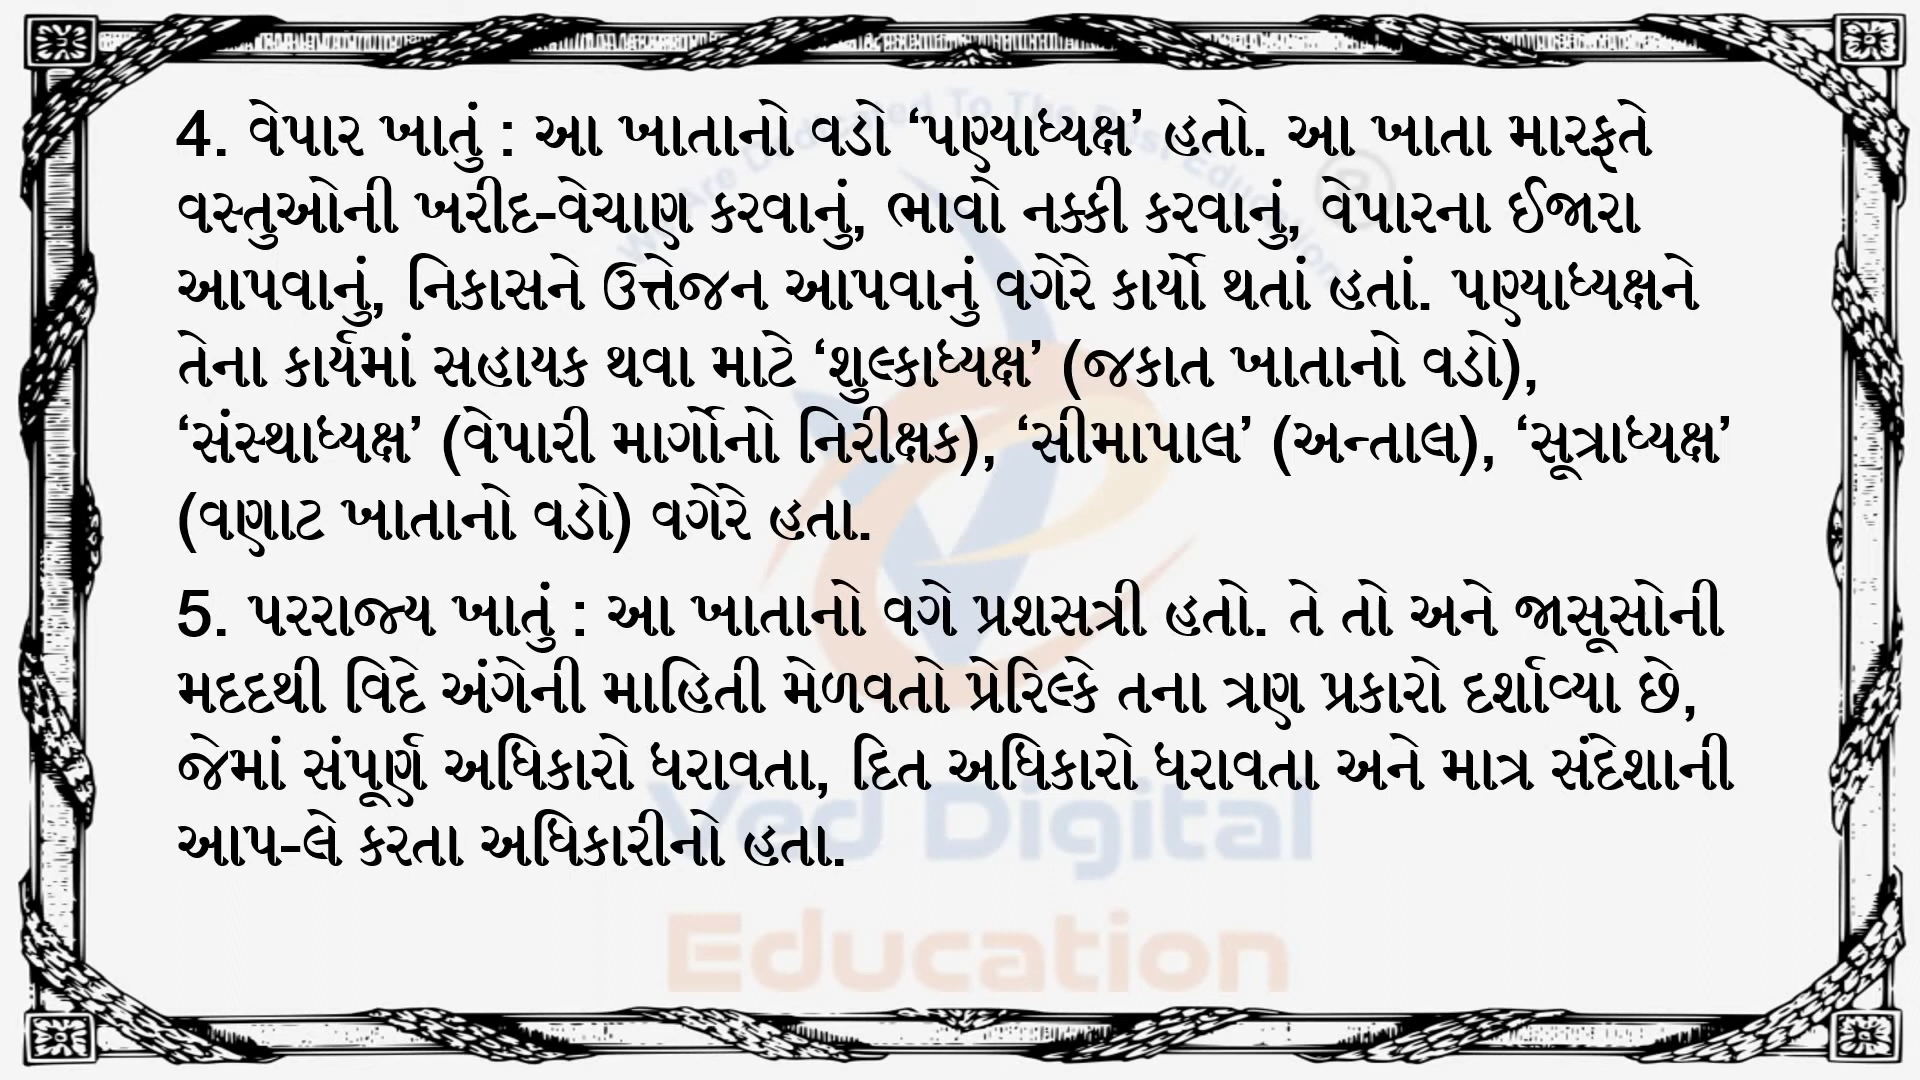 4. વેપાર ખાતું : આ ખાતાનો વડો ‘પણ્યાધ્યક્ષ’ હતો. આ ખાતા મારફતે
વસ્તુઓની ખરીદ-વેચાણ કરવાનું, ભાવો નક્કી કરવાનું, વેપારના ઈજારા
આપવાનું, નિકાસને ઉત્તેજન આપવાનું વગેરે કાર્યો થતાં હતાં. પણ્યાધ્યક્ષને
તેના કાર્યમાં સહાયક થવા માટે ‘શુલ્કાધ્યક્ષ’ (જકાત ખાતાનો વડો),
‘સંસ્થાધ્યક્ષ’ (વેપારી માર્ગોનો નિરીક્ષક), ‘સીમાપાલ’ (અન્તાલ), ‘સૂત્રાધ્યક્ષ’
(વણાટ ખાતાનો વડો) વગેરે હતા.
5. પરરાજ્ય ખાતું : આ ખાતાનો વગે પ્રશસત્રી હતો. તે તો અને જાસૂસોની
મદદથી વિદે અંગેની માહિતી મેળવતો પ્રેરિલ્કે તના ત્રણ પ્રકારો દર્શાવ્યા છે,
જેમાં સંપૂર્ણ અધિકારો ધરાવતા, દિત અધિકારો ધરાવતા અને માત્ર સંદેશાની
આપ-લે કરતા અધિકારીનો હતા.
Ved Digital
Education